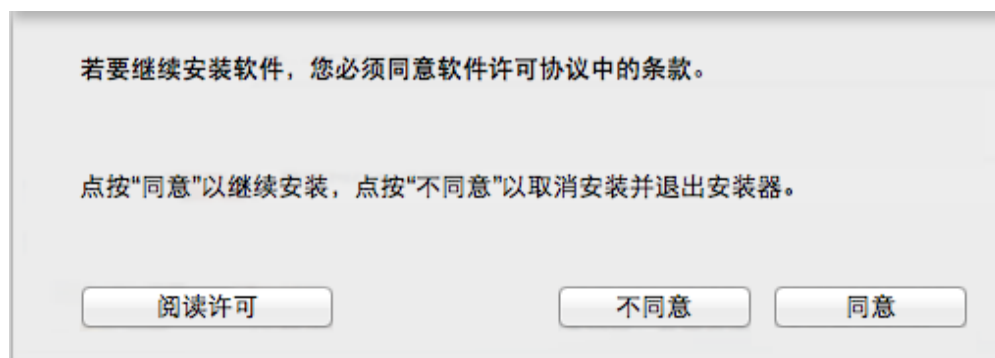 若要继续安装软件，您必须同意软件许可协议中的条款。
点按“同意”以继续安装，点按“不同意”以取消安装并退出安装器。
阅读许可 不同意 同意